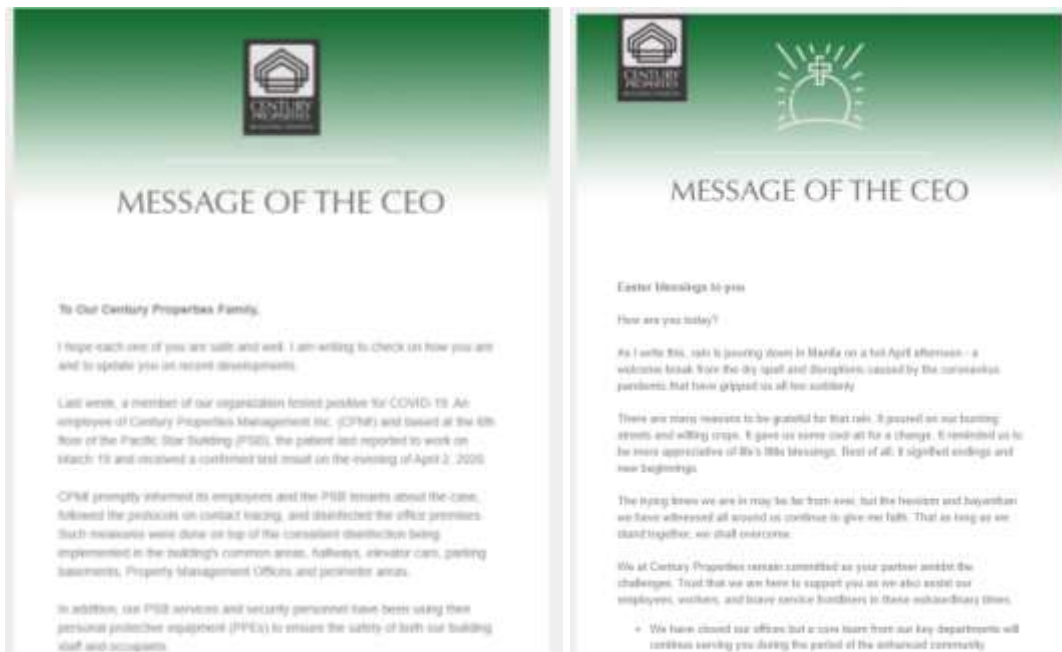 CENTURY
PROPERTIES
MESSAGE OF THE CEO
To Our Century Properties Family,
I hope each one of you are safe and well. I am writing to check on how you are
and to update you on recent developments.
Last week, a member of our organization tested positive for COVID-19. An
employee of Century Properties Management Inc. (CPMI) and based at the 6th
floor of the Pacific Star Building (PSB), the patient last reported to work on
March 19 and received a confirmed test result on the evening of April 2, 2020.
CPMI promptly informed its employees and the PSB tenants about the case,
followed the protocols on contact tracing, and disinfected the office premises.
Such measures were done on top of the consistent disinfection being
implemented in the building's common areas, hallways, elevator cars, parking
basements, Property Management Offices and perimeter areas.
In addition, our PSB services and security personnel have been using their
personal protective equipment (PPEs) to ensure the safety of both our building
staff and occupants.
CENTURY
PROPERTIES
MESSAGE OF THE CEO
Easter blessings to you
How are you today?
As I write this, rain is pouring down in Manila on a hot April afternoon - a
welcome break from the dry spell and disruptions caused by the coronavirus
pandemic that have gripped us all too suddenly.
There are many reasons to be grateful for that rain. It poured on our burning
streets and wilting crops. It gave us some cool air for a change. It reminded us to
be more appreciative of life's little blessings. Best of all, it signified endings and
new beginnings.
The trying times we are in may be far from over, but the heroism and bayanihan
we have witnessed all around us continue to give me faith. That as long as we
stand together, we shall overcome.
We at Century Properties remain committed as your partner amidst the
challenges. Trust that we are here to support you as we also assist our
employees, workers, and brave service frontliners in these extraordinary times.
• We have closed our offices but a core team from our key departments will
continue serving you during the period of the enhanced community